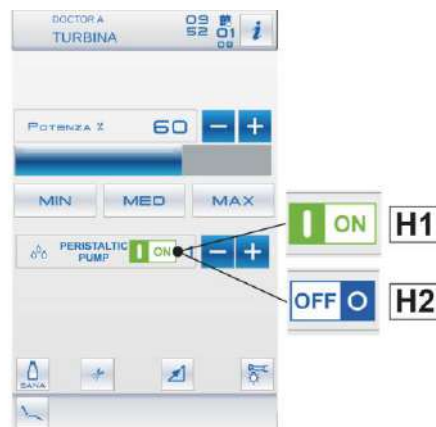 DOCTOR A
TURBINA
09
52
01
09
i
POTENZA %
60
MIN
MED
MAX
PERISTALTIC
PUMP
ON
ON
H1
OFF
H2
SANA